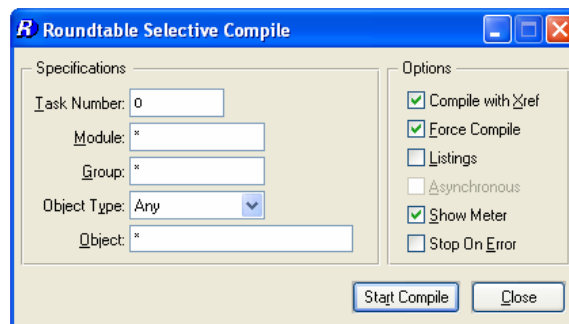 R Roundtable Selective Compile
Specifications
Task Number: 0
Module: *
Group: *
Object Type: Any
Object: *
Options
Compile with Xref
Force Compile
Listings
Asynchronous
Show Meter
Stop On Error
Start Compile
Close